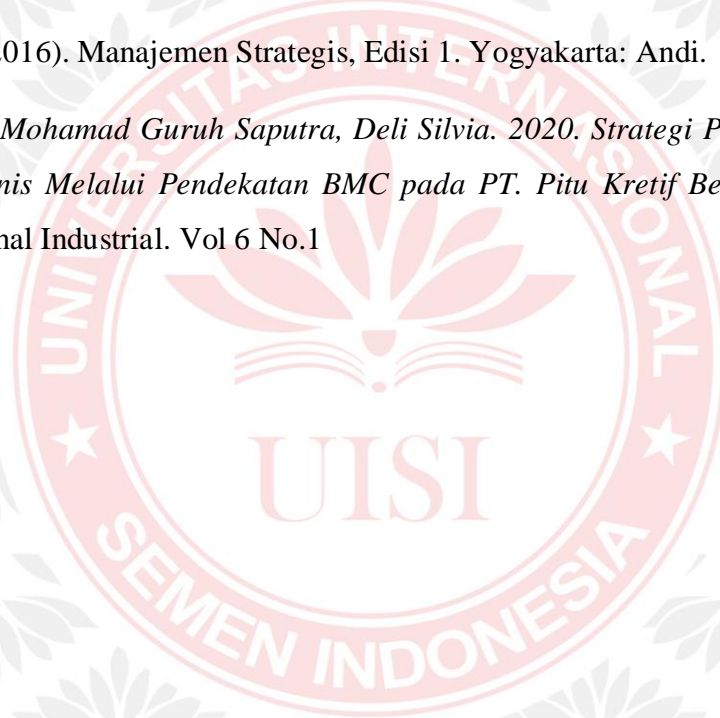 2016). Manajemen Strategis, Edisi 1. Yogyakarta: Andi.
Mohamad Guruh Saputra, Deli Silvia. 2020. Strategi P
nis Melalui Pendekatan BMC pada PT. Pitu Kretif Be
nal Industrial. Vol 6 No.1
UNIVERSITAS INTERNASIONAL
UISI
SEMEN INDONESIA